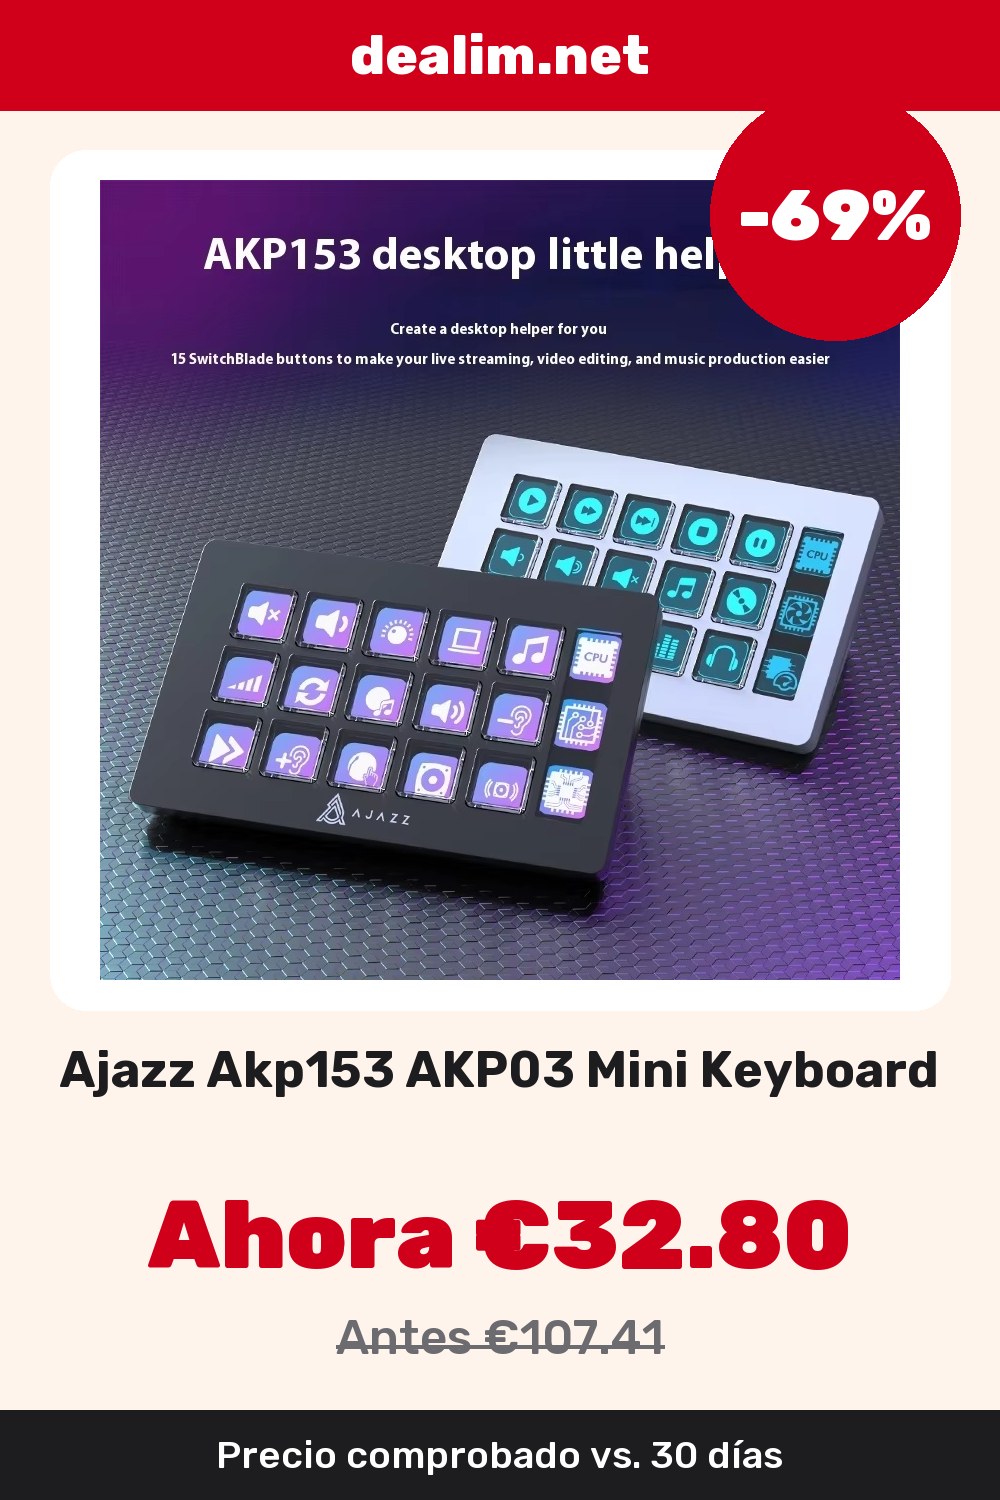 dealim.net
-69%
AKP153 desktop little
Create a desktop helper for you
15 SwitchBlade buttons to make your live streaming, video editing, and music production easier
CPU
CPU
AJAZZ
Ajazz Akp153 AKP03 Mini Keyboard
Ahora €32.80
Antes €107.41
Precio comprobado vs. 30 días